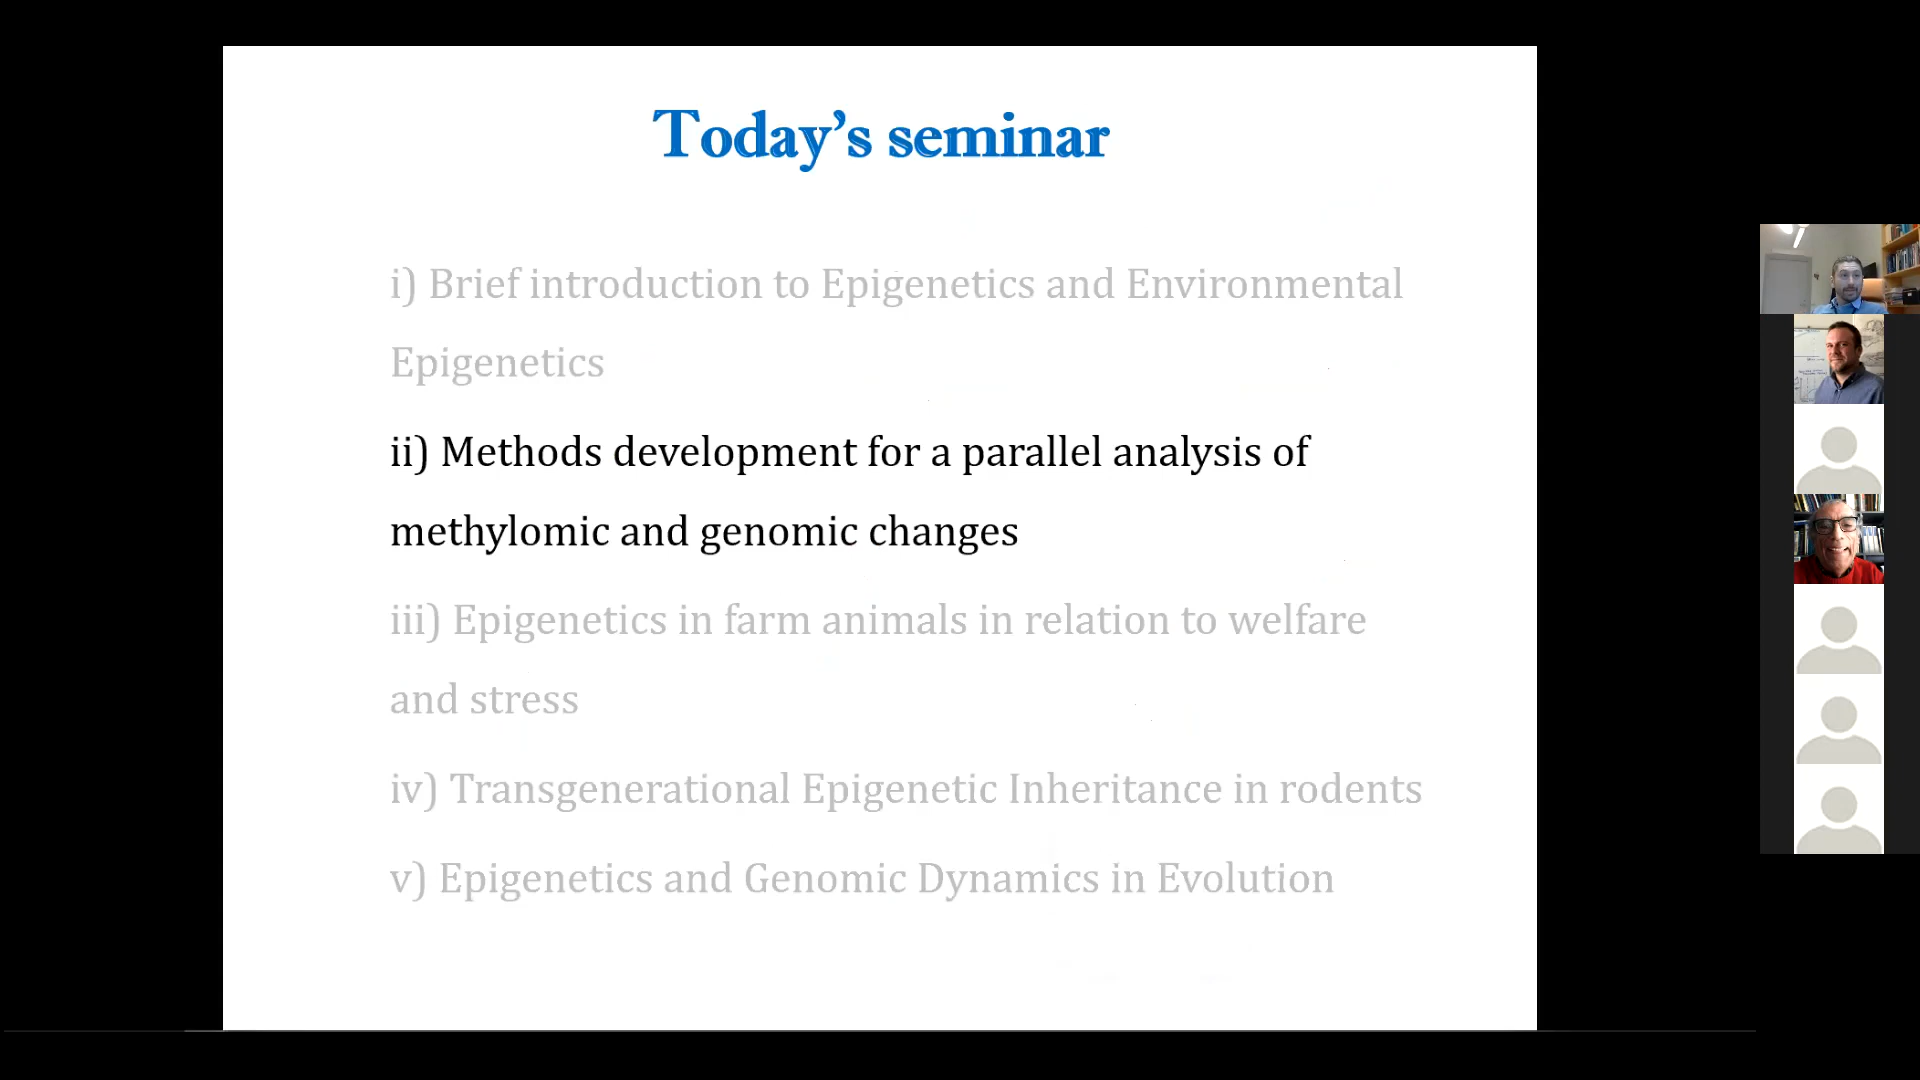 Today’s seminar
i) Brief introduction to Epigenetics and Environmental
Epigenetics
ii) Methods development for a parallel analysis of
methylomic and genomic changes
iii) Epigenetics in farm animals in relation to welfare
and stress
iv) Transgenerational Epigenetic Inheritance in rodents
v) Epigenetics and Genomic Dynamics in Evolution